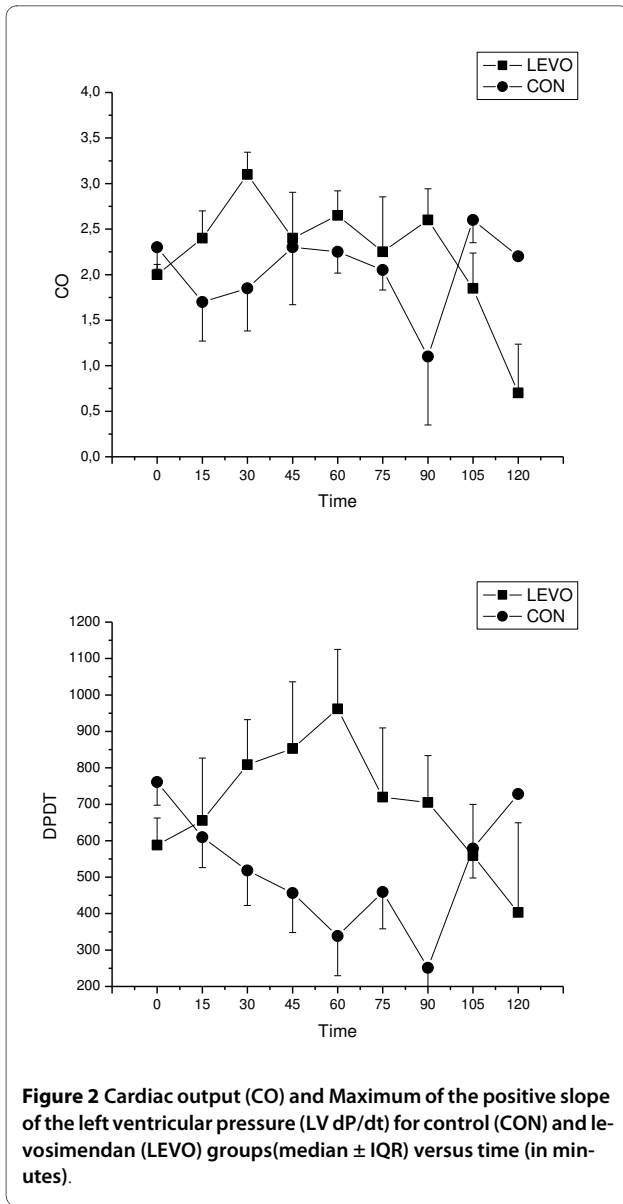 LEVO
CON
4,0
3,5
3,0
2,5
2,0
1,5
1,0
0,5
0,0
CO
0 15 30 45 60 75 90 105 120
Time
LEVO
CON
1200
1100
1000
900
800
700
600
500
400
300
200
DPDT
0 15 30 45 60 75 90 105 120
Time
Figure 2 Cardiac output (CO) and Maximum of the positive slope
of the left ventricular pressure (LV dP/dt) for control (CON) and le-
vosimendan (LEVO) groups(median ± IQR) versus time (in min-
utes).